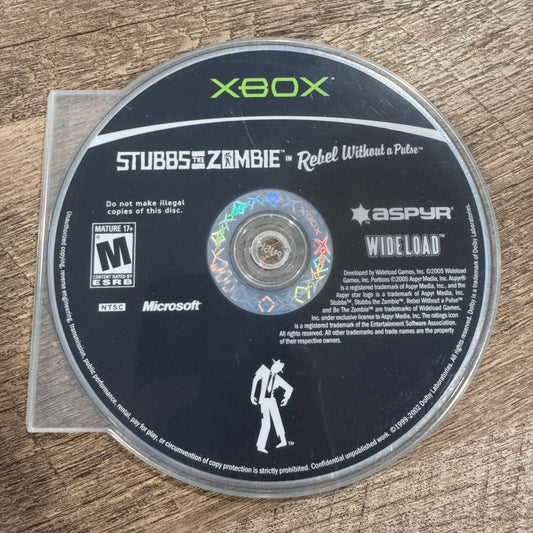 XBOX
STUBBS THE ZOMBIE™ IN Rebel Without a Pulse™
Do not make illegal
copies of this disc.
MATURE 17+
M
CONTENT RATED BY
ESRB
NTSC
Microsoft®
XBOX
ASPYR™
WIDELOAD™
Developed by Wideload Games, Inc. ©2005 Wideload
Games, Inc. Portions ©2005 Aspyr Media, Inc. Aspyr®
is a registered trademark of Aspyr Media, Inc., and the
Aspyr star logo is a trademark of Aspyr Media, Inc.
Stubbs™, Stubbs the Zombie™, Rebel Without a Pulse™
and Be The Zombie™ are trademarks of Wideload Games,
Inc. under exclusive license to Aspyr Media, Inc. The ratings icon
is a registered trademark of the Entertainment Software Association.
All rights reserved. All other trademarks and trade names are the property
of their respective owners.
™
Unauthorized copying, reverse engineering, transmission, public performance, rental, pay for play, or circumvention of copy protection is strictly prohibited. Confidential unpublished work. ©1999-2002 Dolby Laboratories. All rights reserved. Dolby is a trademark of Dolby Laboratories.